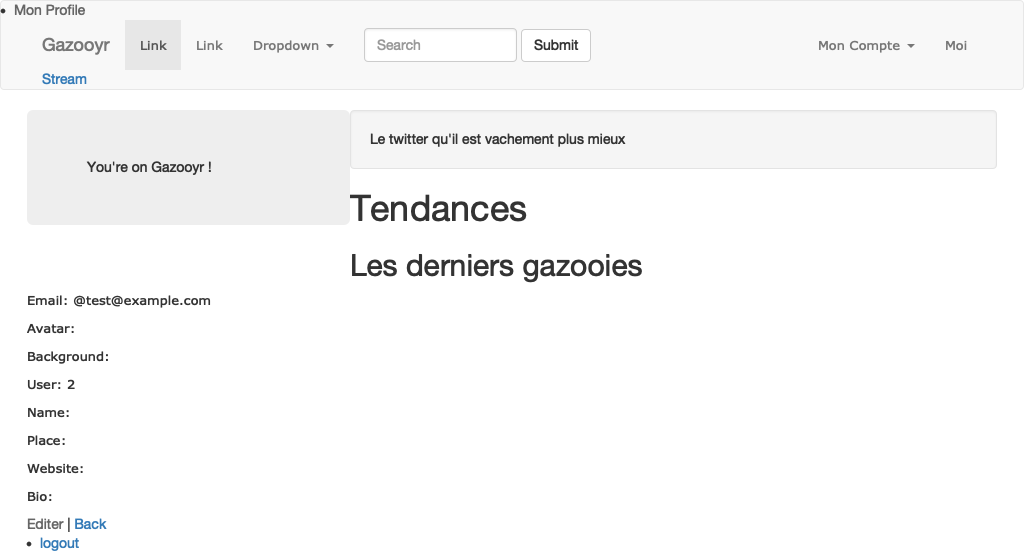 Mon Profile
Gazooyr Link Link Dropdown Search Submit Mon Compte Moi
Stream
You're on Gazooyr !
Le twitter qu'il est vachement plus mieux
Tendances
Les derniers gazooies
Email: @test@example.com
Avatar:
Background:
User: 2
Name:
Place:
Website:
Bio:
Editer | Back
logout